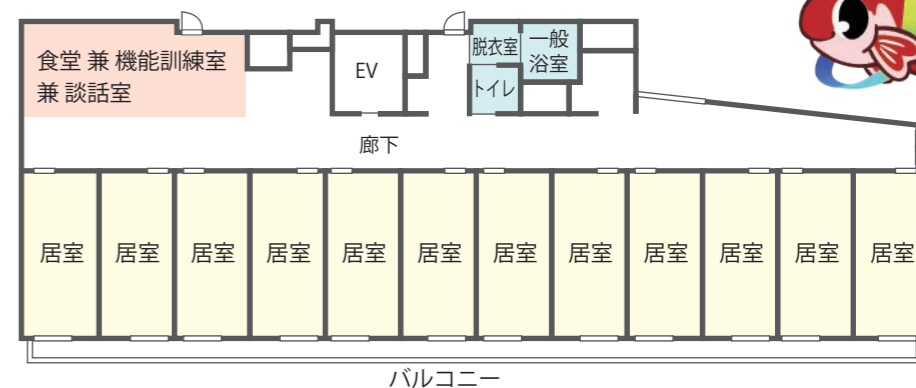 食堂 兼 機能訓練室
兼 談話室
EV
脱衣室
一般
浴室
トイレ
廊下
居室 居室 居室 居室 居室 居室 居室 居室 居室 居室 居室 居室
バルコニー